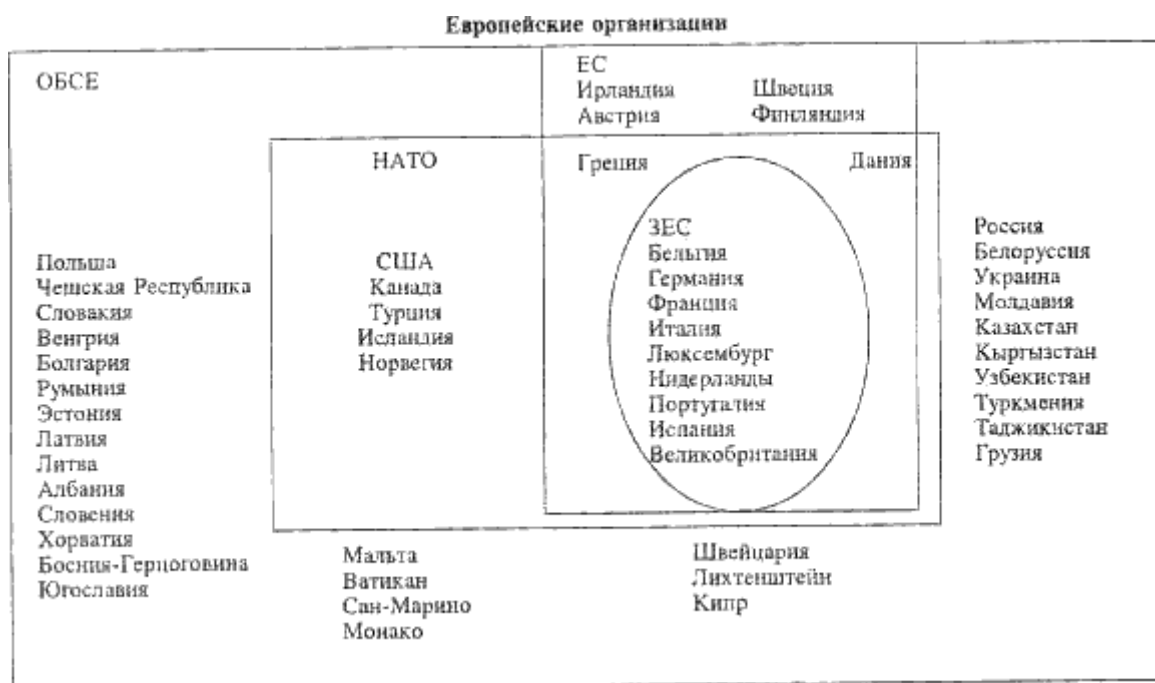 Европейские организации
ОБСЕ
ЕС
Ирландия
Швеция
Австрия
Финляндия
НАТО
Греция
Дания
Польша
Чешская Республика
Словакия
Венгрия
Болгария
Румыния
Эстония
Латвия
Литва
Албания
Словения
Хорватия
Босния-Герцоговина
Югославия
США
Канада
Турция
Исландия
Норвегия
ЗЕС
Бельгия
Германия
Франция
Италия
Люксембург
Нидерланды
Португалия
Испания
Великобритания
Россия
Белоруссия
Украина
Молдавия
Казахстан
Кыргызстан
Узбекистан
Туркмения
Таджикистан
Грузия
Мальта
Ватикан
Сан-Марино
Монако
Швейцария
Лихтенштейн
Кипр